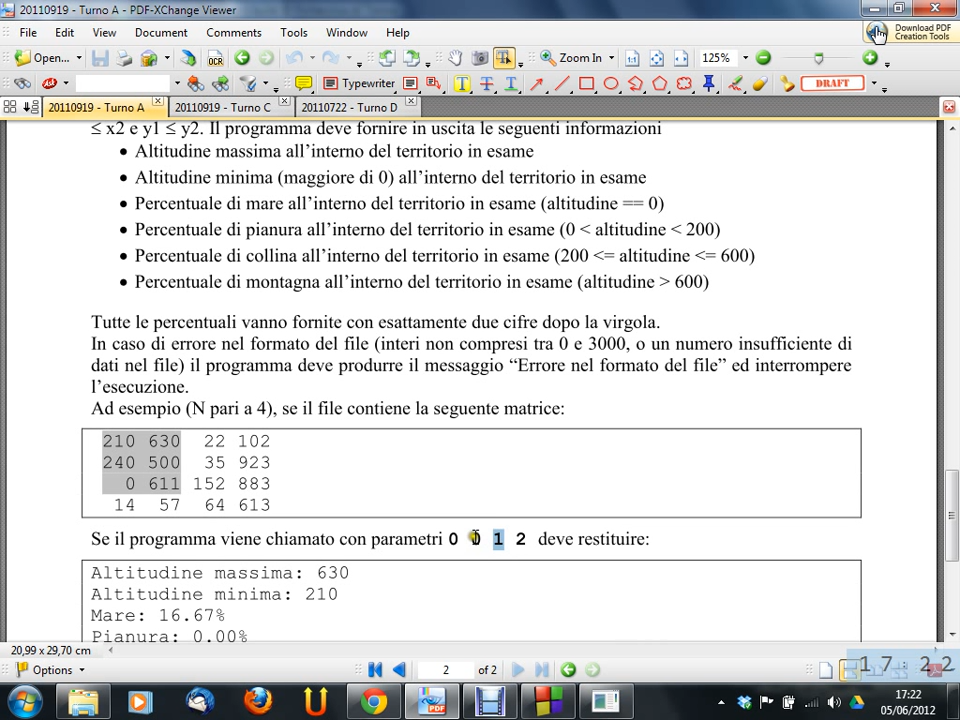 20110919 - Turno A - PDF-XChange Viewer
File Edit View Document Comments Tools Window Help
Download PDF
Creation Tools
Open... OCR Zoom In 125%
Typewriter DRAFT
20110919 - Turno A 20110919 - Turno C 20110722 - Turno D
≤ x2 e y1 ≤ y2. Il programma deve fornire in uscita le seguenti informazioni
• Altitudine massima all'interno del territorio in esame
• Altitudine minima (maggiore di 0) all'interno del territorio in esame
• Percentuale di mare all'interno del territorio in esame (altitudine == 0)
• Percentuale di pianura all'interno del territorio in esame (0 < altitudine < 200)
• Percentuale di collina all'interno del territorio in esame (200 <= altitudine <= 600)
• Percentuale di montagna all'interno del territorio in esame (altitudine > 600)
Tutte le percentuali vanno fornite con esattamente due cifre dopo la virgola.
In caso di errore nel formato del file (interi non compresi tra 0 e 3000, o un numero insufficiente di
dati nel file) il programma deve produrre il messaggio “Errore nel formato del file” ed interrompere
l'esecuzione.
Ad esempio (N pari a 4), se il file contiene la seguente matrice:
210 630 22 102
240 500 35 923
0 611 152 883
14 57 64 613
Se il programma viene chiamato con parametri 0 0 1 2 deve restituire:
Altitudine massima: 630
Altitudine minima: 210
Mare: 16.67%
Pianura: 0.00%
20,99 x 29,70 cm
Options 2 of 2
17:22
17:22
05/06/2012